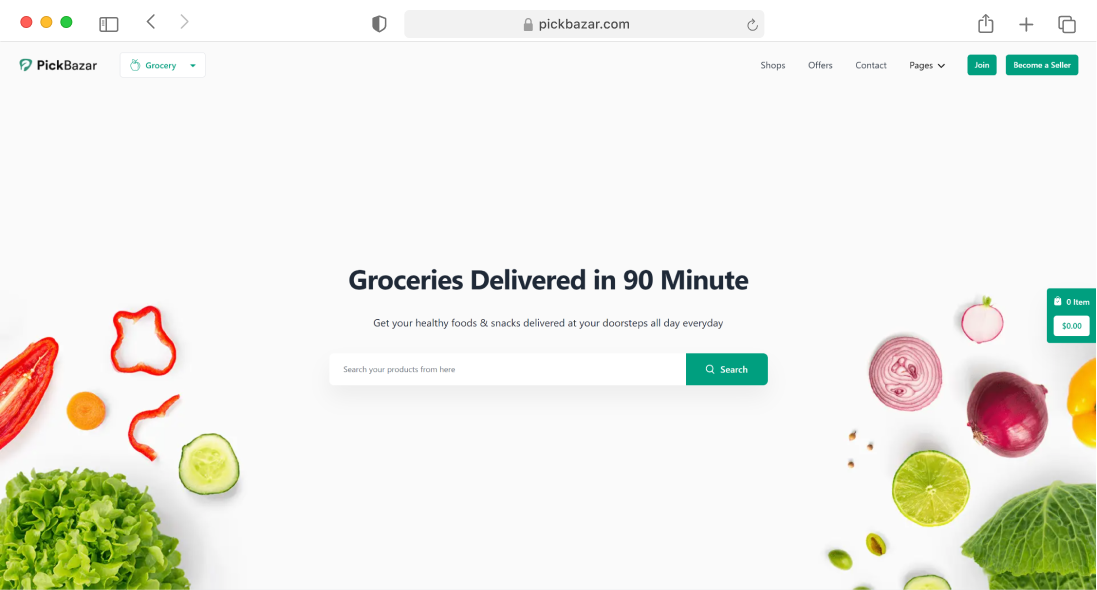 pickbazar.com
PickBazar
Grocery
Shops
Offers
Contact
Pages
Join
Become a Seller
Groceries Delivered in 90 Minute
Get your healthy foods & snacks delivered at your doorsteps all day everyday
Search your products from here
Search
0 Item
$0.00